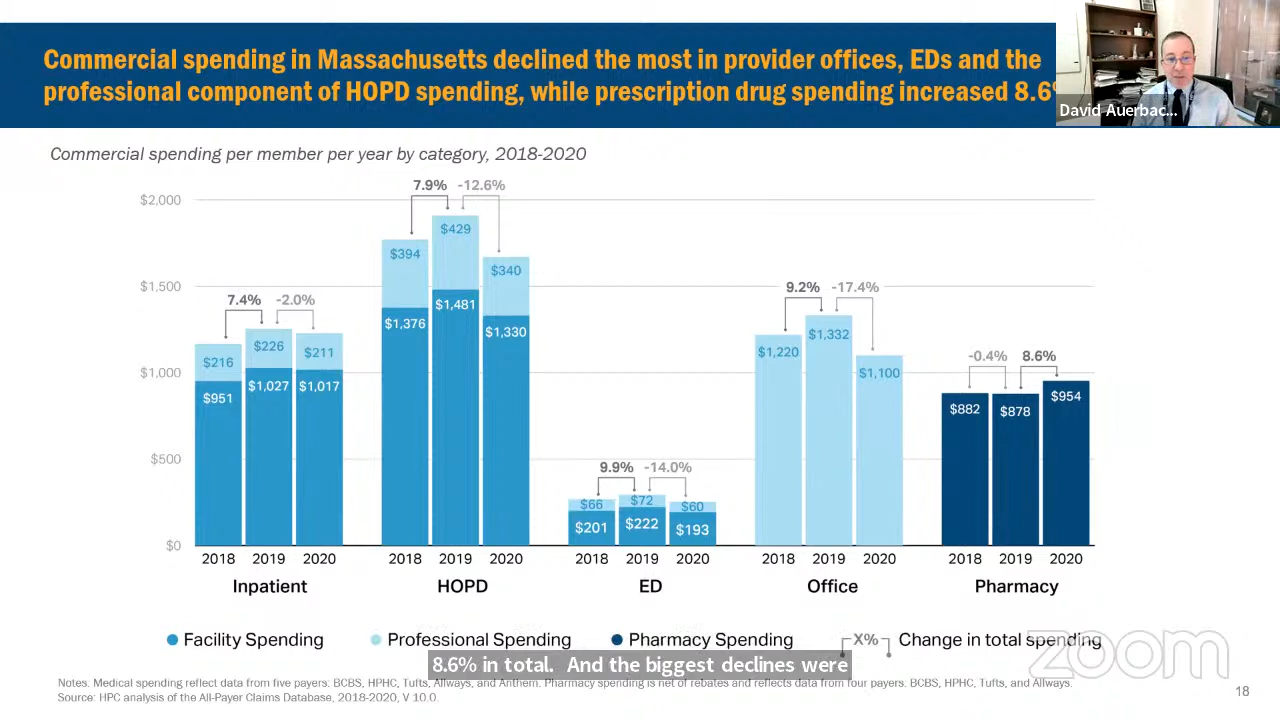 Commercial spending in Massachusetts declined the most in provider offices, EDs and the
professional component of HOPD spending, while prescription drug spending increased 8.6%
David Auerbac...
Commercial spending per member per year by category, 2018-2020
7.9% -12.6%
$2,000
$394 $429 $340
$1,376 $1,481 $1,330
$1,500
7.4% -2.0%
9.2% -17.4%
$216 $226 $211
$951 $1,027 $1,017
$1,220 $1,332 $1,100
$1,000
-0.4% 8.6%
$882 $878 $954
$500
9.9% -14.0%
$66 $72 $60
$201 $222 $193
$0
2018 2019 2020 2018 2019 2020 2018 2019 2020 2018 2019 2020 2018 2019 2020
Inpatient HOPD ED Office Pharmacy
Facility Spending Professional Spending Pharmacy Spending X% Change in total spending
zoom
8.6% in total. And the biggest declines were
Notes: Medical spending reflect data from five payers: BCBS, HPHC, Tufts, Allways, and Anthem. Pharmacy spending is net of rebates and reflects data from four payers: BCBS, HPHC, Tufts, and Allways.
Source: HPC analysis of the All-Payer Claims Database, 2018-2020, V 10.0.
18